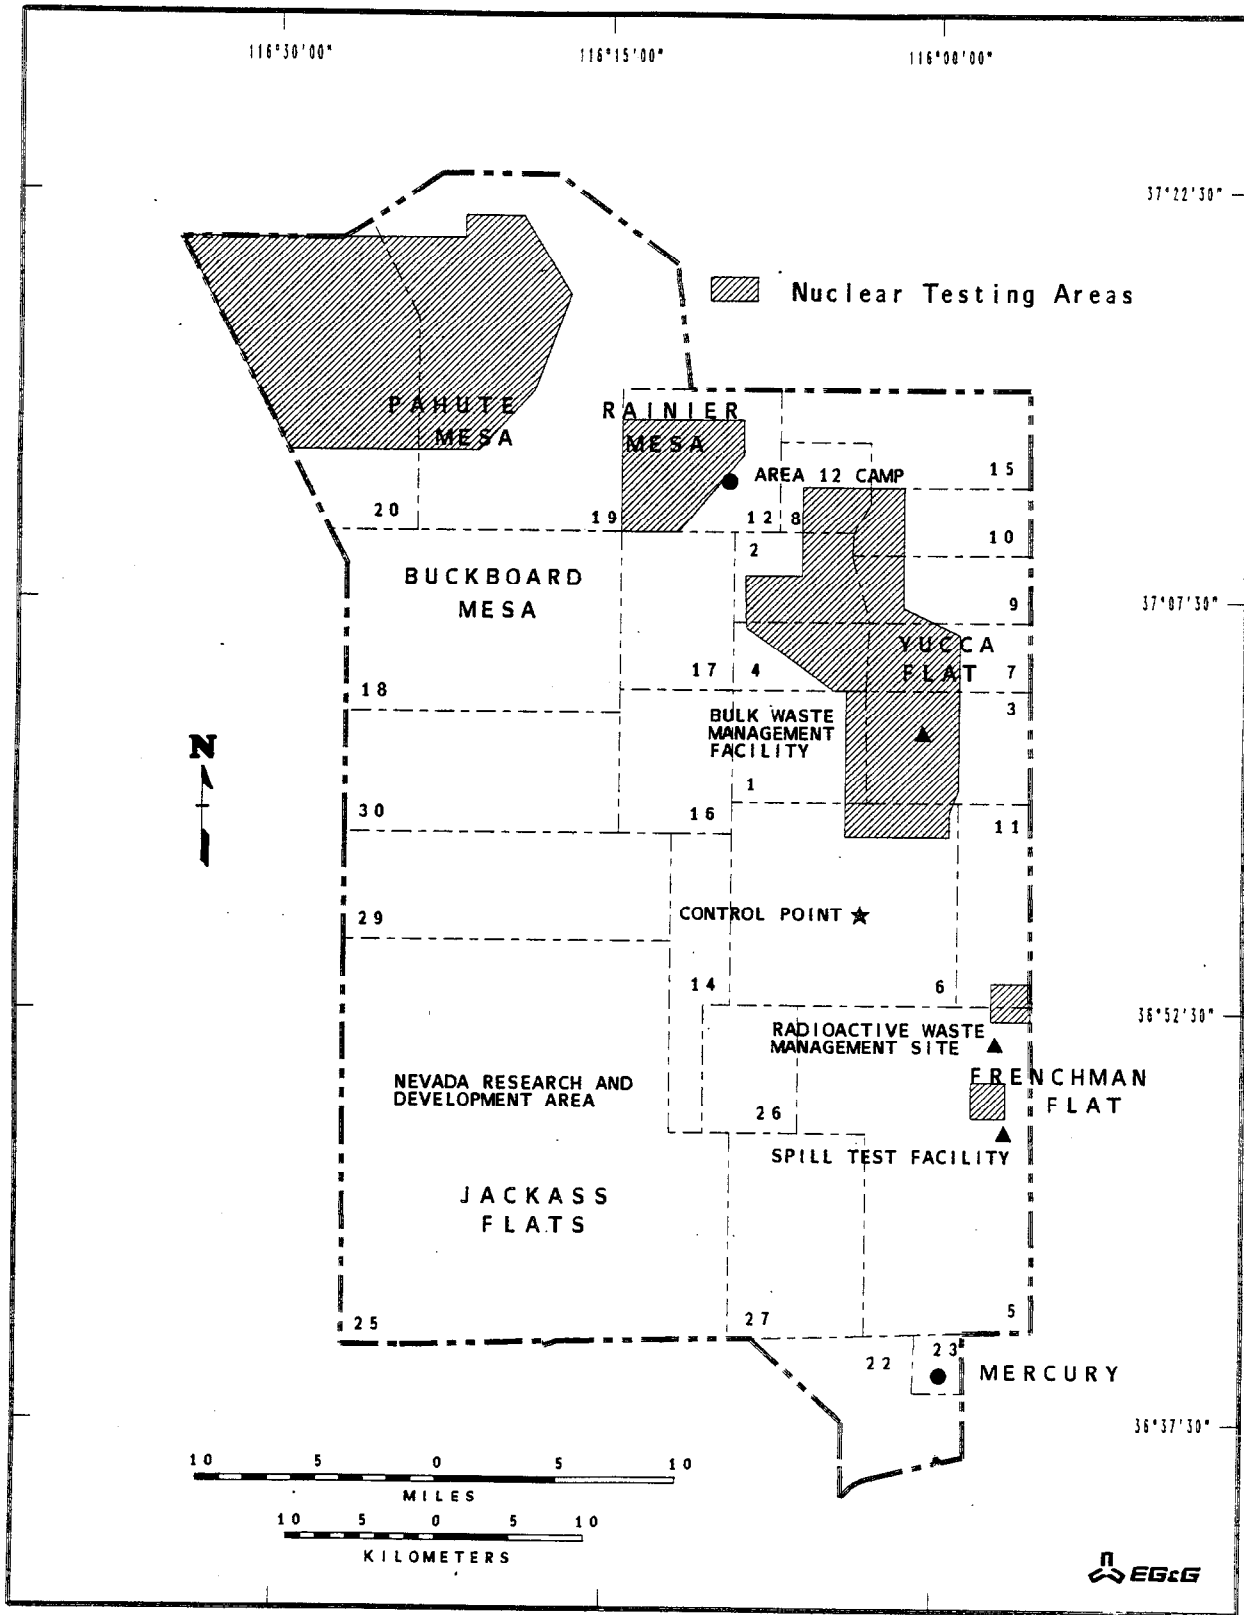 116°30'00"
116°15'00"
116°00'00"
37°22'30"
Nuclear Testing Areas
PAHUTE
MESA
RAINIER
MESA
AREA 12 CAMP
15
20
19
12
8
10
2
BUCKBOARD
MESA
9
37°07'30"
YUCCA
FLAT
17
4
7
18
3
BULK WASTE
MANAGEMENT
FACILITY
N
1
30
16
11
29
CONTROL POINT
14
6
36°52'30"
RADIOACTIVE WASTE
MANAGEMENT SITE
NEVADA RESEARCH AND
DEVELOPMENT AREA
FRENCHMAN
FLAT
26
SPILL TEST FACILITY
JACKASS
FLATS
25
27
5
22
23
MERCURY
36°37'30"
10 5 0 5 10
MILES
10 5 0 5 10
KILOMETERS
EG&G